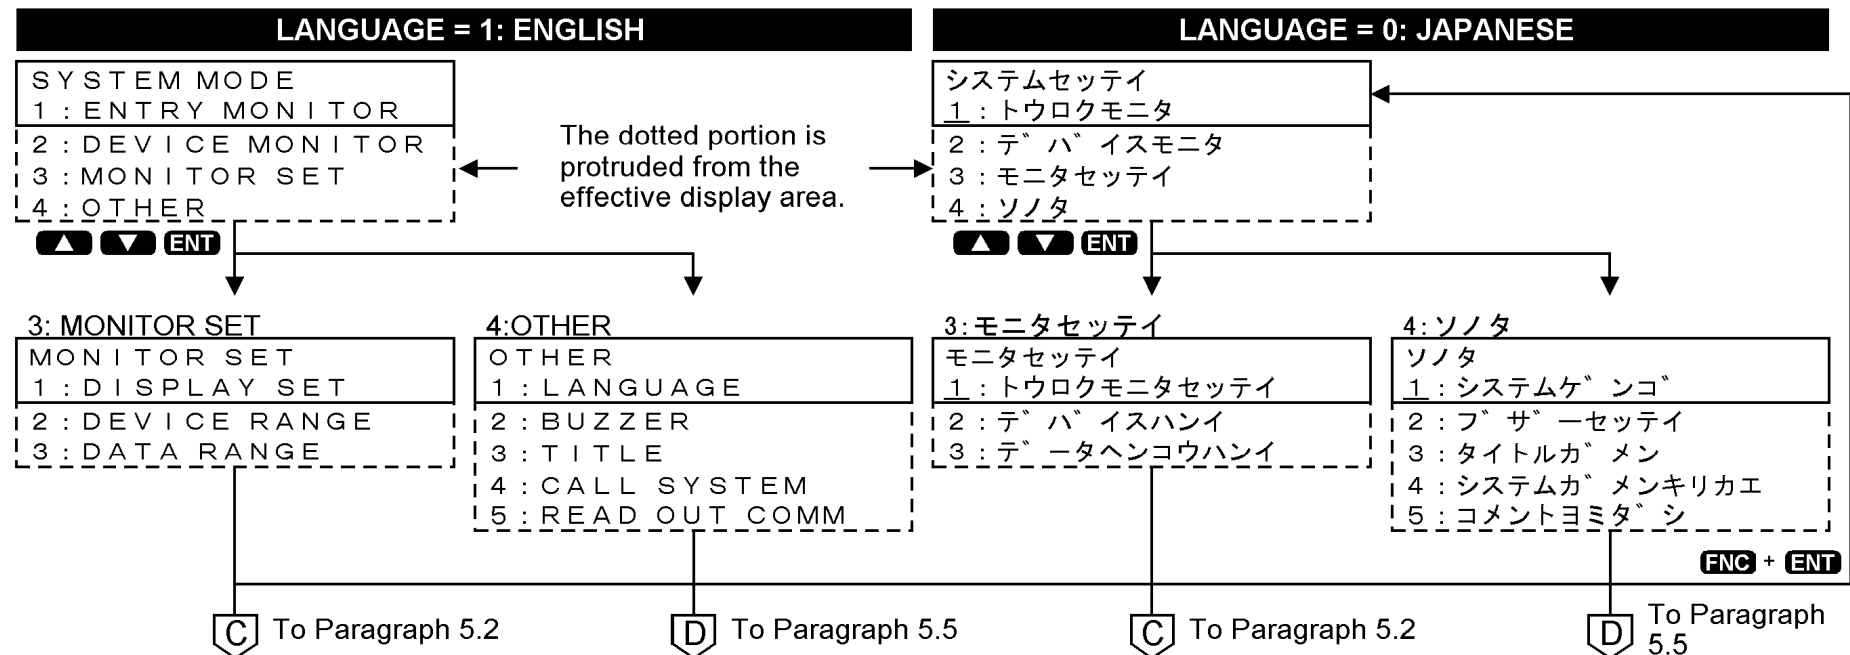 LANGUAGE = 1: ENGLISH
SYSTEM MODE
1:ENTRY MONITOR
2:DEVICE MONITOR
3:MONITOR SET
4:OTHER
The dotted portion is
protruded from the
effective display area.
▲ ▼ ENT
3: MONITOR SET
MONITOR SET
1:DISPLAY SET
2:DEVICE RANGE
3:DATA RANGE
4:OTHER
OTHER
1:LANGUAGE
2:BUZZER
3:TITLE
4:CALL SYSTEM
5:READ OUT COMM
C To Paragraph 5.2
D To Paragraph 5.5
LANGUAGE = 0: JAPANESE
システムセッテイ
1:トウロクモニタ
2:デバイスモニタ
3:モニタセッテイ
4:ソノタ
▲ ▼ ENT
3:モニタセッテイ
モニタセッテイ
1:トウロクモニタセッテイ
2:デバイスハンイ
3:データヘンコウハンイ
4:ソノタ
ソノタ
1:システムゲンゴ
2:ブザーセッテイ
3:タイトルガメン
4:システムガメンキリカエ
5:コメントヨミダシ
FNC + ENT
C To Paragraph 5.2
D To Paragraph
5.5